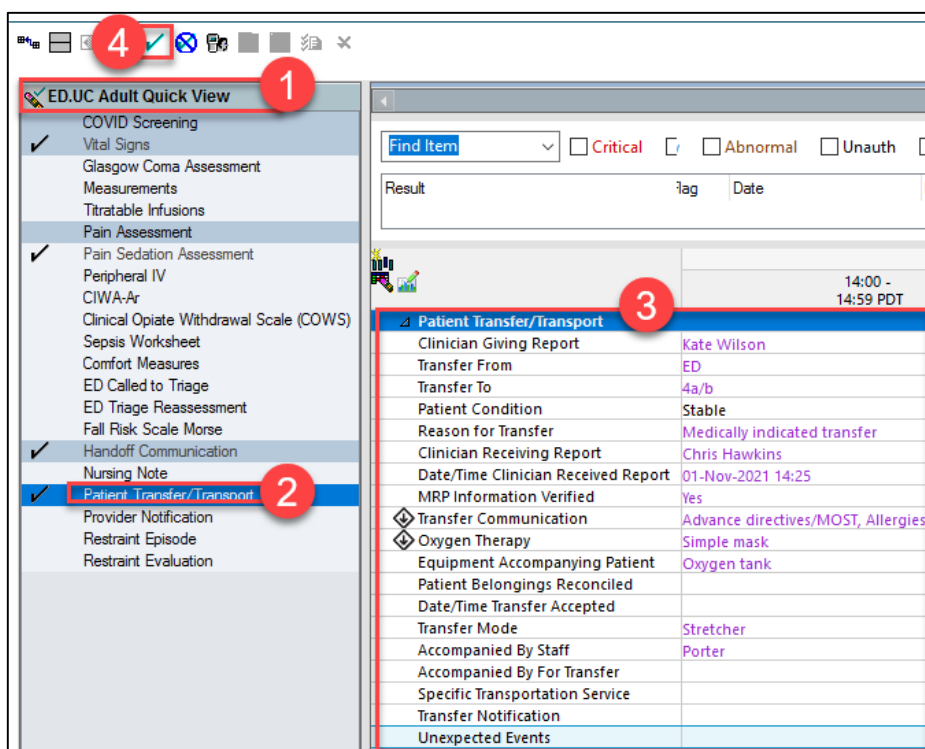 4
ED.UC Adult Quick View
1
COVID Screening
Vital Signs
Glasgow Coma Assessment
Measurements
Titratable Infusions
Pain Assessment
Pain Sedation Assessment
Peripheral IV
CIWA-Ar
Clinical Opiate Withdrawal Scale (COWS)
Sepsis Worksheet
Comfort Measures
ED Called to Triage
ED Triage Reassessment
Fall Risk Scale Morse
Handoff Communication
Nursing Note
Patient Transfer/Transport
2
Provider Notification
Restraint Episode
Restraint Evaluation
Find Item Critical Abnormal Unauth
Result Date
14:00 -
14:59 PDT
3
Patient Transfer/Transport
Clinician Giving Report Kate Wilson
Transfer From ED
Transfer To 4a/b
Patient Condition Stable
Reason for Transfer Medically indicated transfer
Clinician Receiving Report Chris Hawkins
Date/Time Clinician Received Report 01-Nov-2021 14:25
MRP Information Verified Yes
Transfer Communication Advance directives/MOST, Allergies
Oxygen Therapy Simple mask
Equipment Accompanying Patient Oxygen tank
Patient Belongings Reconciled
Date/Time Transfer Accepted
Transfer Mode Stretcher
Accompanied By Staff Porter
Accompanied By For Transfer
Specific Transportation Service
Transfer Notification
Unexpected Events